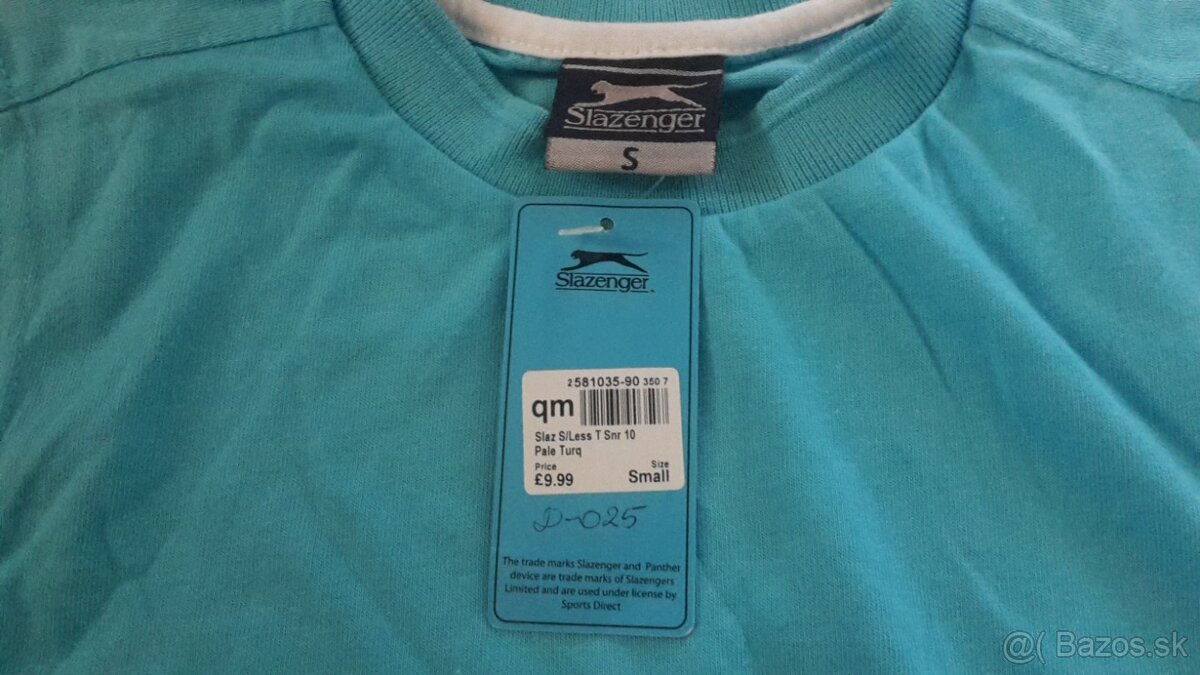 Slazenger
S
Slazenger
2 581035-90 350 7
qm
Slaz S/Less T Snr 10
Pale Turq
Price Size
£9.99 Small
D-025
The trade marks Slazenger and Panther
device are trade marks of Slazengers
Limited and are used under license by
Sports Direct
@( Bazos.sk